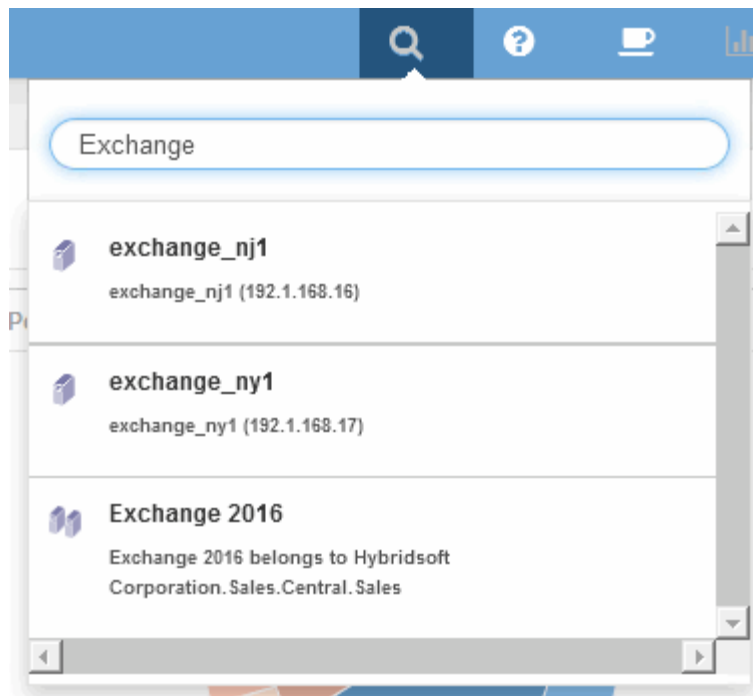 Exchange
exchange_nj1
exchange_nj1 (192.1.168.16)
exchange_ny1
exchange_ny1 (192.1.168.17)
Exchange 2016
Exchange 2016 belongs to Hybridsoft
Corporation.Sales.Central.Sales